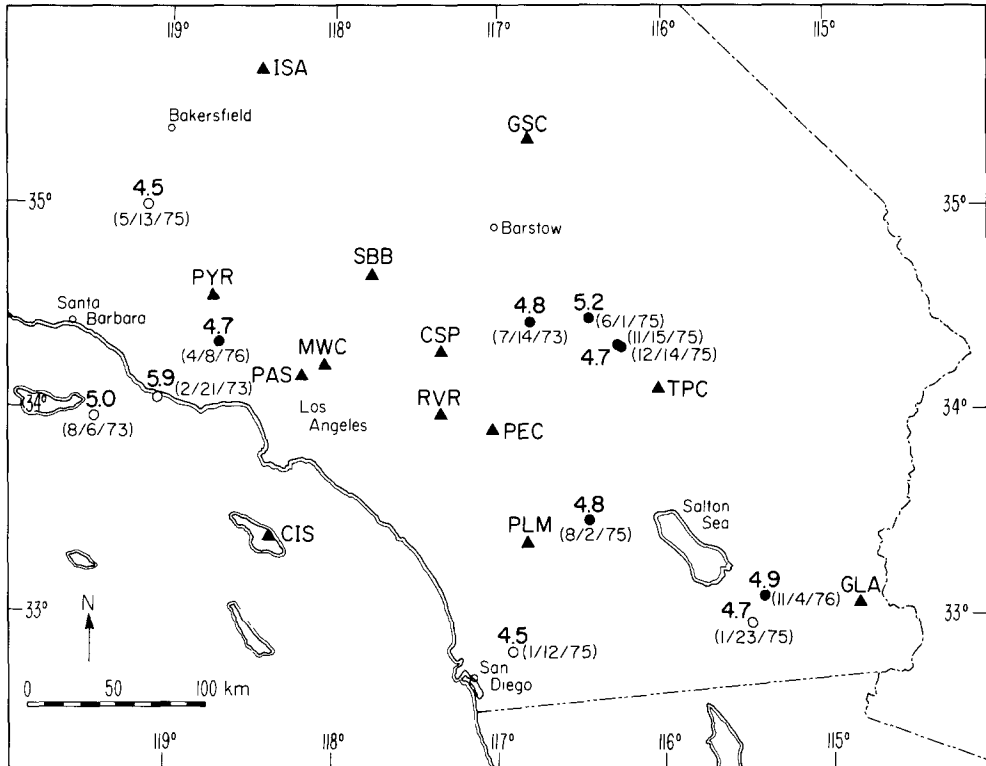 119°
118°
117°
116°
115°
ISA
Bakersfield
GSC
4.5
(5/13/75)
35°
35°
Barstow
SBB
PYR
Santa
Barbara
4.7
(4/8/76)
MWC
PAS
CSP
4.8
(7/14/73)
5.2
(6/1/75)
(11/15/75)
4.7
(12/14/75)
TPC
5.9
(2/21/73)
34°
34°
5.0
(8/6/73)
Los
Angeles
RVR
PEC
CIS
PLM
4.8
(8/2/75)
Salton
Sea
4.9
(11/4/76)
GLA
4.7
(1/23/75)
33°
33°
N
4.5
(1/12/75)
San
Diego
0 50 100 km
119°
118°
117°
116°
115°